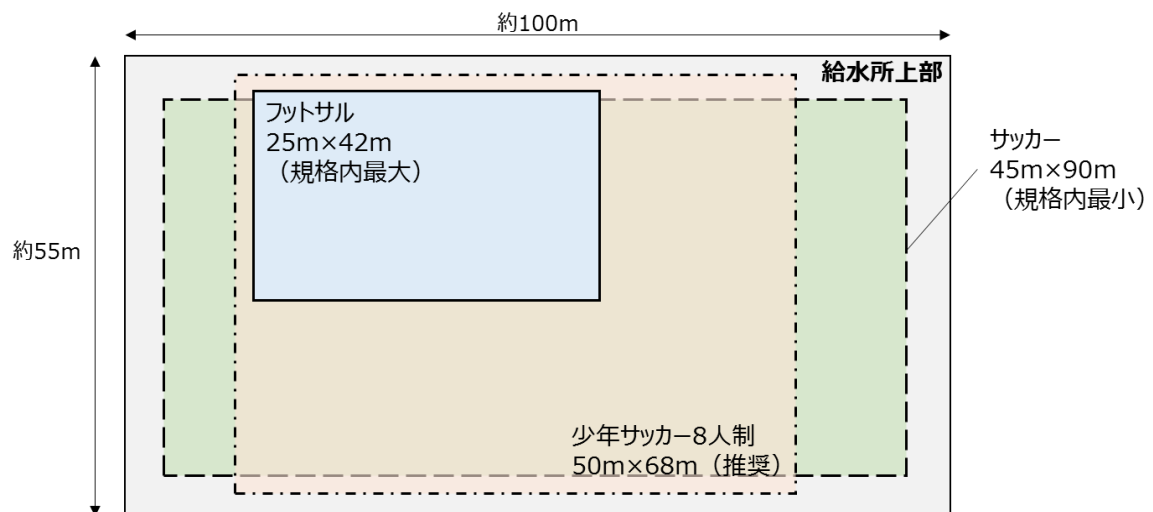 約100m
給水所上部
フットサル
25m×42m
（規格内最大）
サッカー
45m×90m
（規格内最小）
約55m
少年サッカー8人制
50m×68m（推奨）